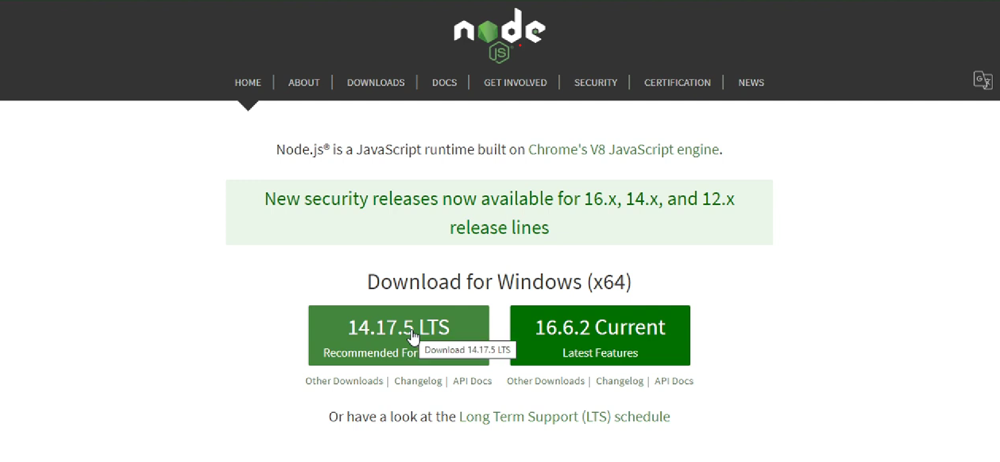 node
JS
HOME | ABOUT | DOWNLOADS | DOCS | GET INVOLVED | SECURITY | CERTIFICATION | NEWS
Node.js® is a JavaScript runtime built on Chrome's V8 JavaScript engine.
New security releases now available for 16.x, 14.x, and 12.x
release lines
Download for Windows (x64)
14.17.5 LTS
Recommended For
Download 14.17.5 LTS
16.6.2 Current
Latest Features
Other Downloads | Changelog | API Docs
Other Downloads | Changelog | API Docs
Or have a look at the Long Term Support (LTS) schedule